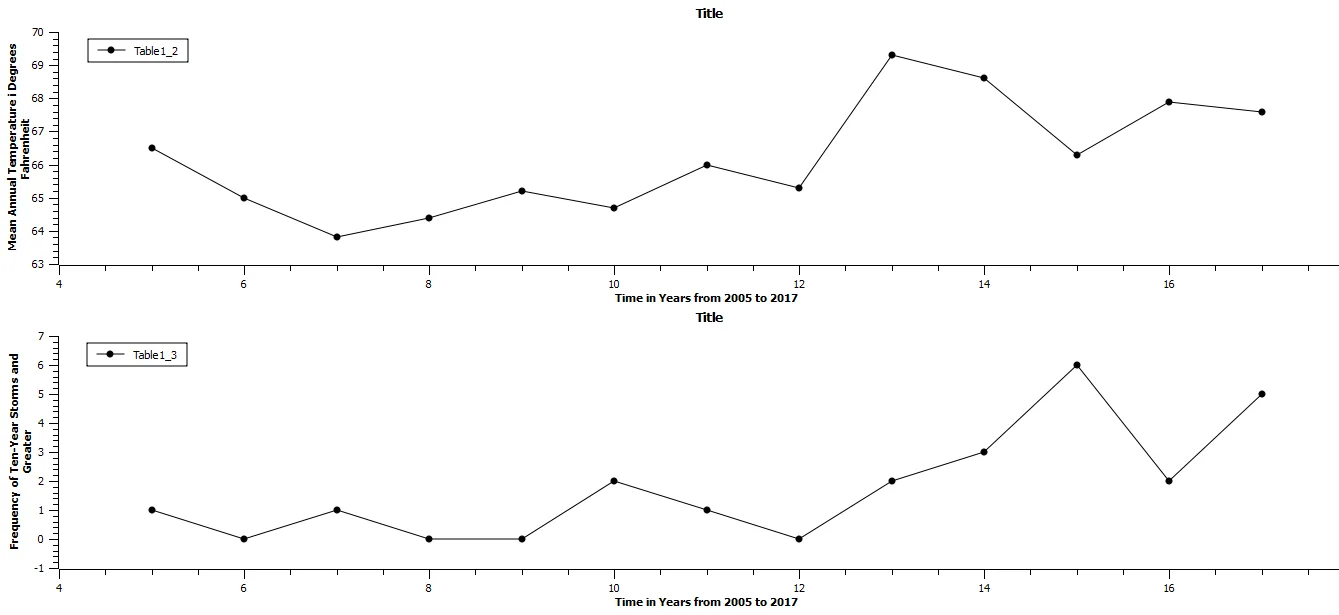 Title
Table1_2
Mean Annual Temperature i Degrees
Fahrenheit
70
69
68
67
66
65
64
63
4 6 8 10 12 14 16
Time in Years from 2005 to 2017
Title
Table1_3
Frequency of Ten-Year Stomms and
Greater
7
6
5
4
3
2
1
0
-1
4 6 8 10 12 14 16
Time in Years from 2005 to 2017